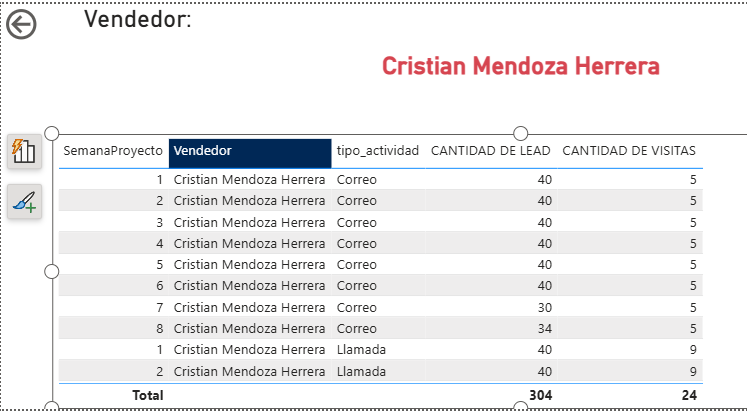 Vendedor:
Cristian Mendoza Herrera
SemanaProyecto Vendedor tipo_actividad CANTIDAD DE LEAD CANTIDAD DE VISITAS
1 Cristian Mendoza Herrera Correo 40 5
2 Cristian Mendoza Herrera Correo 40 5
3 Cristian Mendoza Herrera Correo 40 5
4 Cristian Mendoza Herrera Correo 40 5
5 Cristian Mendoza Herrera Correo 40 5
6 Cristian Mendoza Herrera Correo 40 5
7 Cristian Mendoza Herrera Correo 30 5
8 Cristian Mendoza Herrera Correo 34 5
1 Cristian Mendoza Herrera Llamada 40 9
2 Cristian Mendoza Herrera Llamada 40 9
Total 304 24